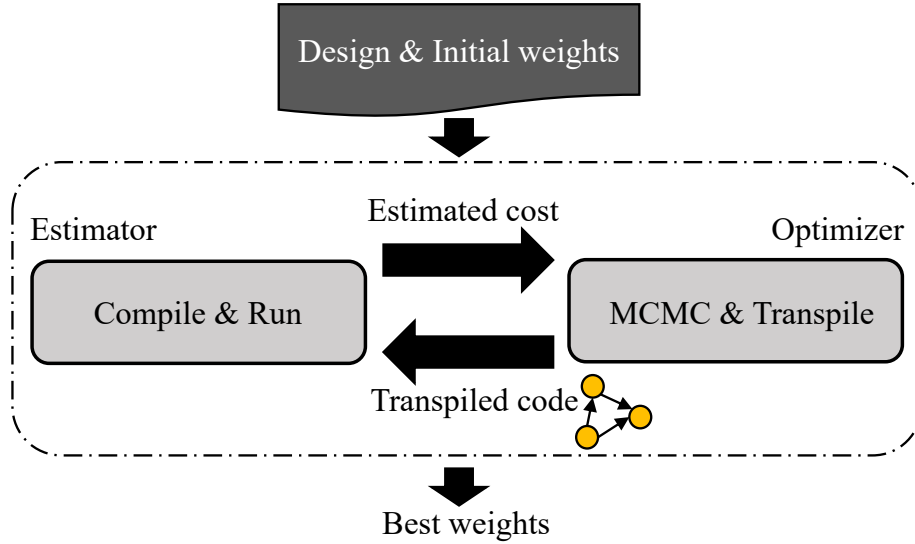 Design & Initial weights
Estimated cost
Estimator
Optimizer
Compile & Run
MCMC & Transpile
Transpiled code
Best weights